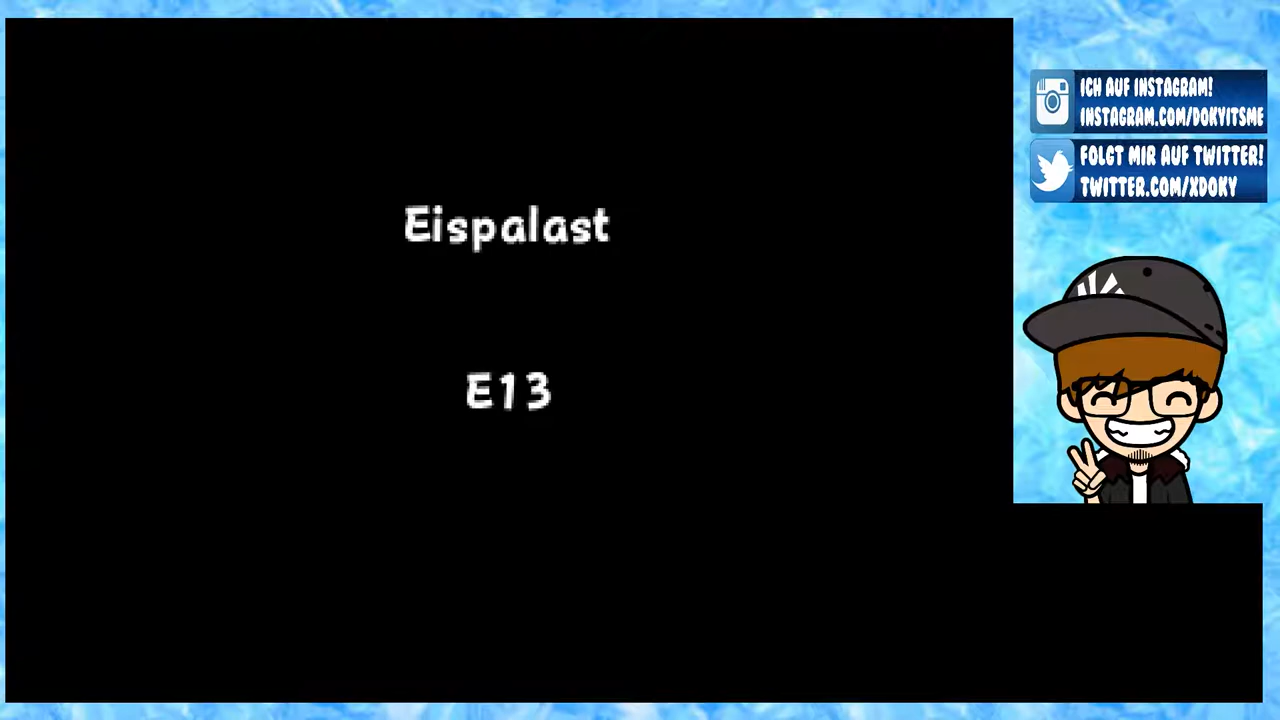 Eispalast
E13
ICH AUF INSTAGRAM!
INSTAGRAM.COM/DOKYITSME
FOLGT MIR AUF TWITTER!
TWITTER.COM/XDOKY